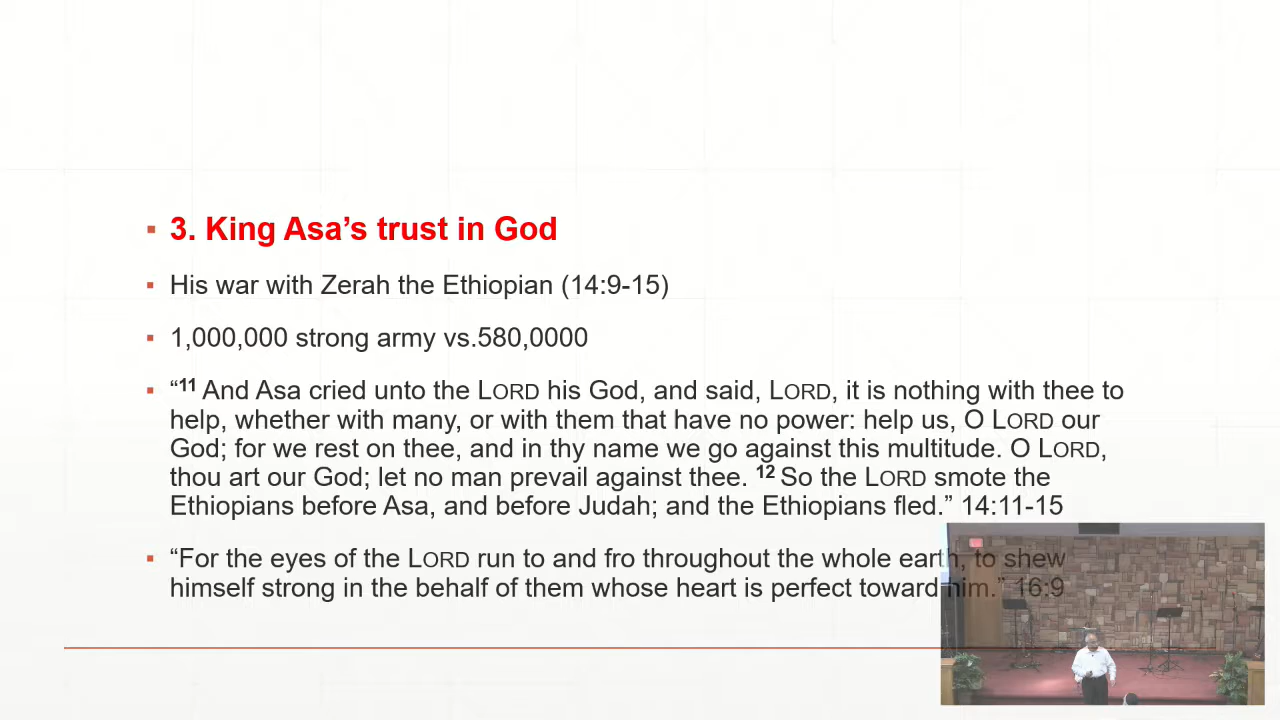 ▪ 3. King Asa’s trust in God
▪ His war with Zerah the Ethiopian (14:9-15)
▪ 1,000,000 strong army vs.580,0000
▪ “11 And Asa cried unto the LORD his God, and said, LORD, it is nothing with thee to
help, whether with many, or with them that have no power: help us, O LORD our
God; for we rest on thee, and in thy name we go against this multitude. O LORD,
thou art our God; let no man prevail against thee. 12 So the LORD smote the
Ethiopians before Asa, and before Judah; and the Ethiopians fled.” 14:11-15
▪ “For the eyes of the LORD run to and fro throughout the whole earth, to shew
himself strong in the behalf of them whose heart is perfect toward him.” 16:9